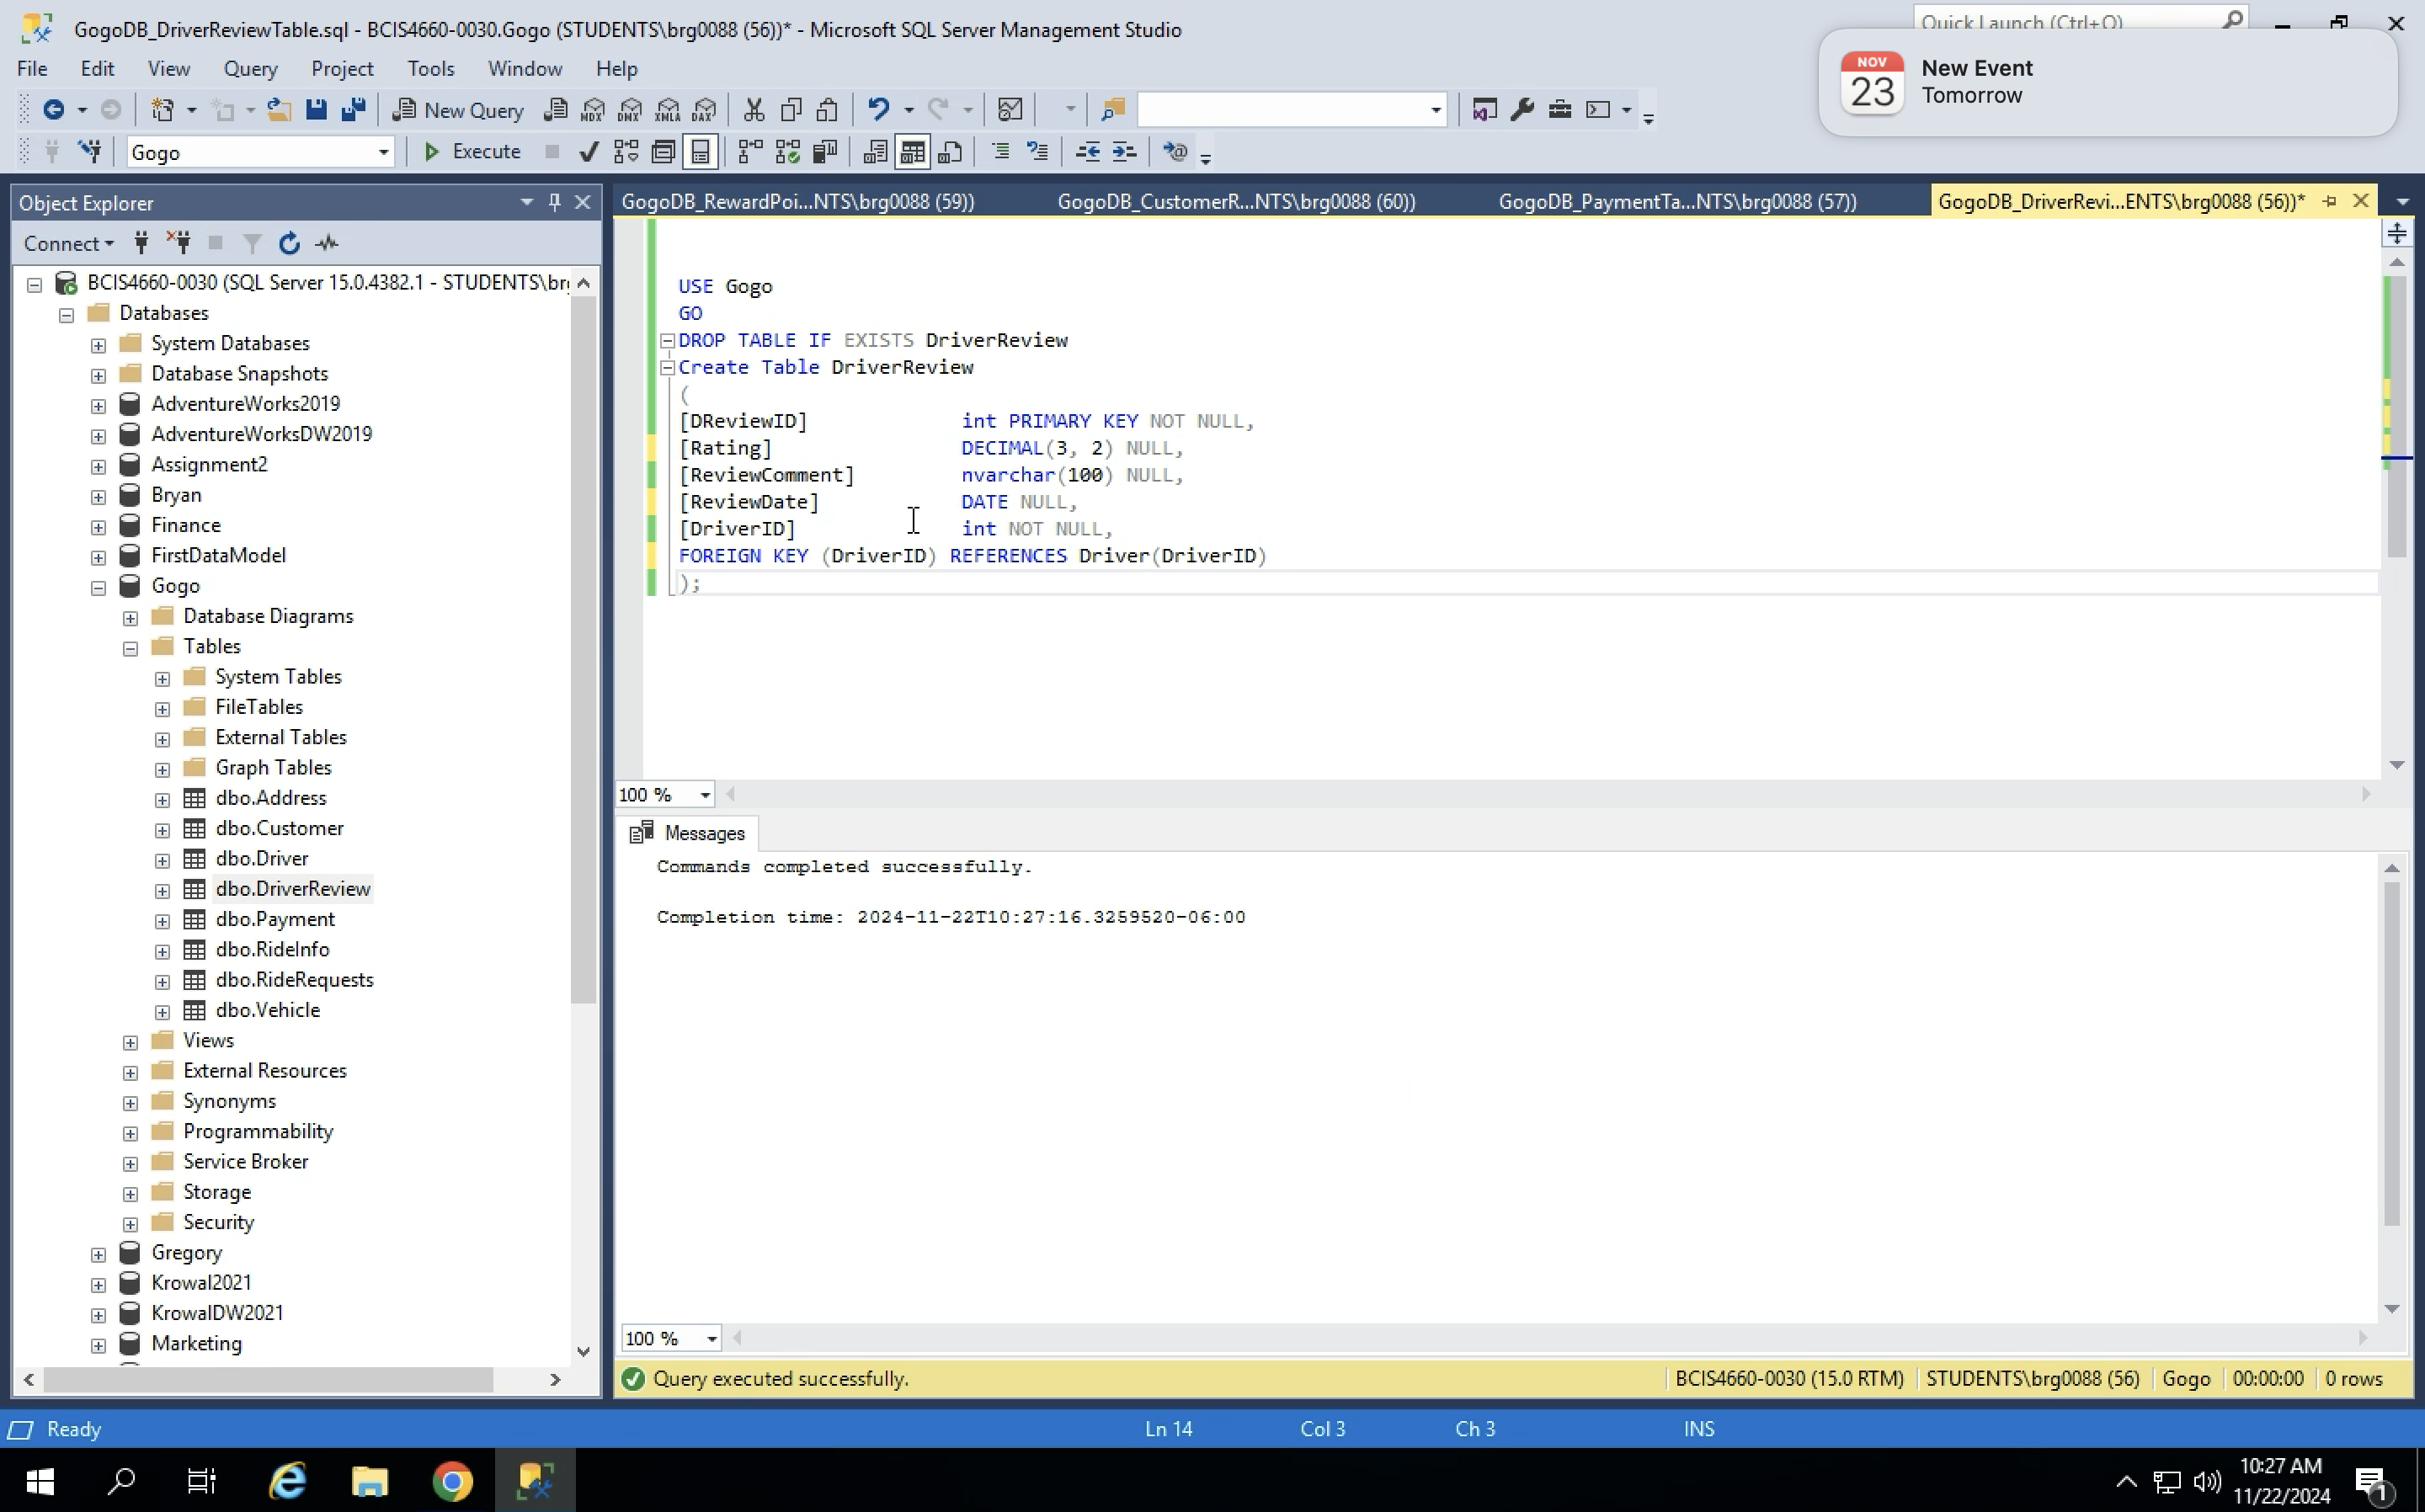 GogoDB_DriverReviewTable.sql - BCIS4660-0030.Gogo (STUDENTS\brg0088 (56))* - Microsoft SQL Server Management Studio
Quick Launch (Ctrl+Q)
NOV
23
New Event
Tomorrow
File Edit View Query Project Tools Window Help
New Query
MDX DMX XMLA DAX
Gogo
Execute
Object Explorer
Connect
BCIS4660-0030 (SQL Server 15.0.4382.1 - STUDENTS\br
Databases
System Databases
Database Snapshots
AdventureWorks2019
AdventureWorksDW2019
Assignment2
Bryan
Finance
FirstDataModel
Gogo
Database Diagrams
Tables
System Tables
FileTables
External Tables
Graph Tables
dbo.Address
dbo.Customer
dbo.Driver
dbo.DriverReview
dbo.Payment
dbo.RideInfo
dbo.RideRequests
dbo.Vehicle
Views
External Resources
Synonyms
Programmability
Service Broker
Storage
Security
Gregory
Krowal2021
KrowalDW2021
Marketing
GogoDB_RewardPoi...NTS\brg0088 (59))
GogoDB_CustomerR...NTS\brg0088 (60))
GogoDB_PaymentTa...NTS\brg0088 (57))
GogoDB_DriverRevi...ENTS\brg0088 (56))*
USE Gogo
GO
DROP TABLE IF EXISTS DriverReview
Create Table DriverReview
(
[DReviewID] int PRIMARY KEY NOT NULL,
[Rating] DECIMAL(3, 2) NULL,
[ReviewComment] nvarchar(100) NULL,
[ReviewDate] DATE NULL,
[DriverID] int NOT NULL,
FOREIGN KEY (DriverID) REFERENCES Driver(DriverID)
);
100 %
Messages
Commands completed successfully.
Completion time: 2024-11-22T10:27:16.3259520-06:00
100 %
Query executed successfully.
BCIS4660-0030 (15.0 RTM) STUDENTS\brg0088 (56) Gogo 00:00:00 0 rows
Ready Ln 14 Col 3 Ch 3 INS
10:27 AM
11/22/2024
1